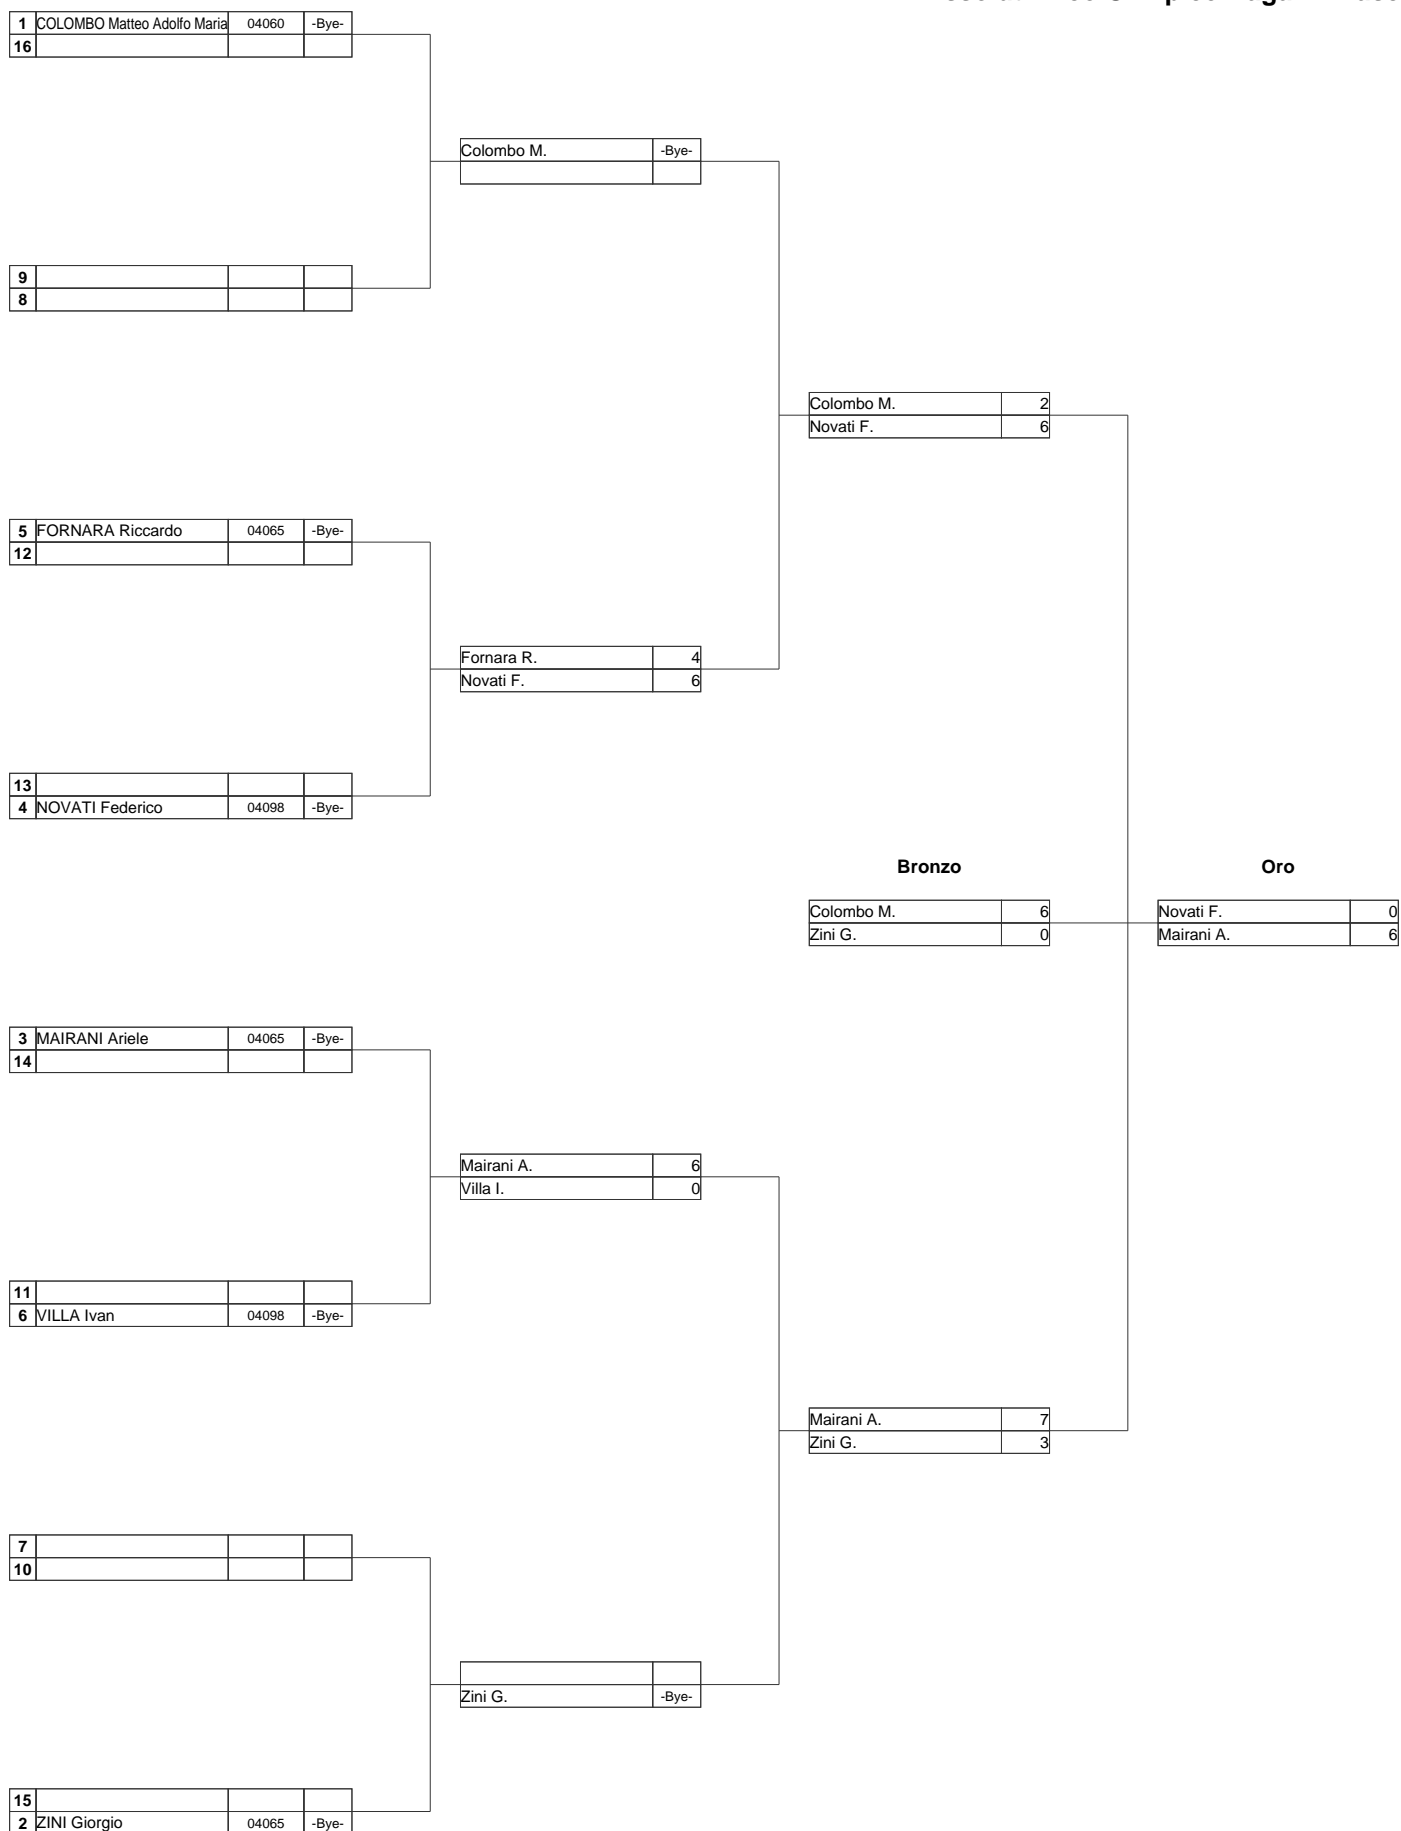 1 COLOMBO Matteo Adolfo Maria 04060 -Bye-
16
Colombo M. -Bye-
9
8
Colombo M. 2
Novati F. 6
5 FORNARA Riccardo 04065 -Bye-
12
Fornara R. 4
Novati F. 6
13
4 NOVATI Federico 04098 -Bye-
Bronzo Oro
Colombo M. 6 Novati F. 0
Zini G. 0 Mairani A. 6
3 MAIRANI Ariele 04065 -Bye-
14
Mairani A. 6
Villa I. 0
11
6 VILLA Ivan 04098 -Bye-
Mairani A. 7
Zini G. 3
7
10
Zini G. -Bye-
15
2 ZINI Giorgio 04065 -Bye-